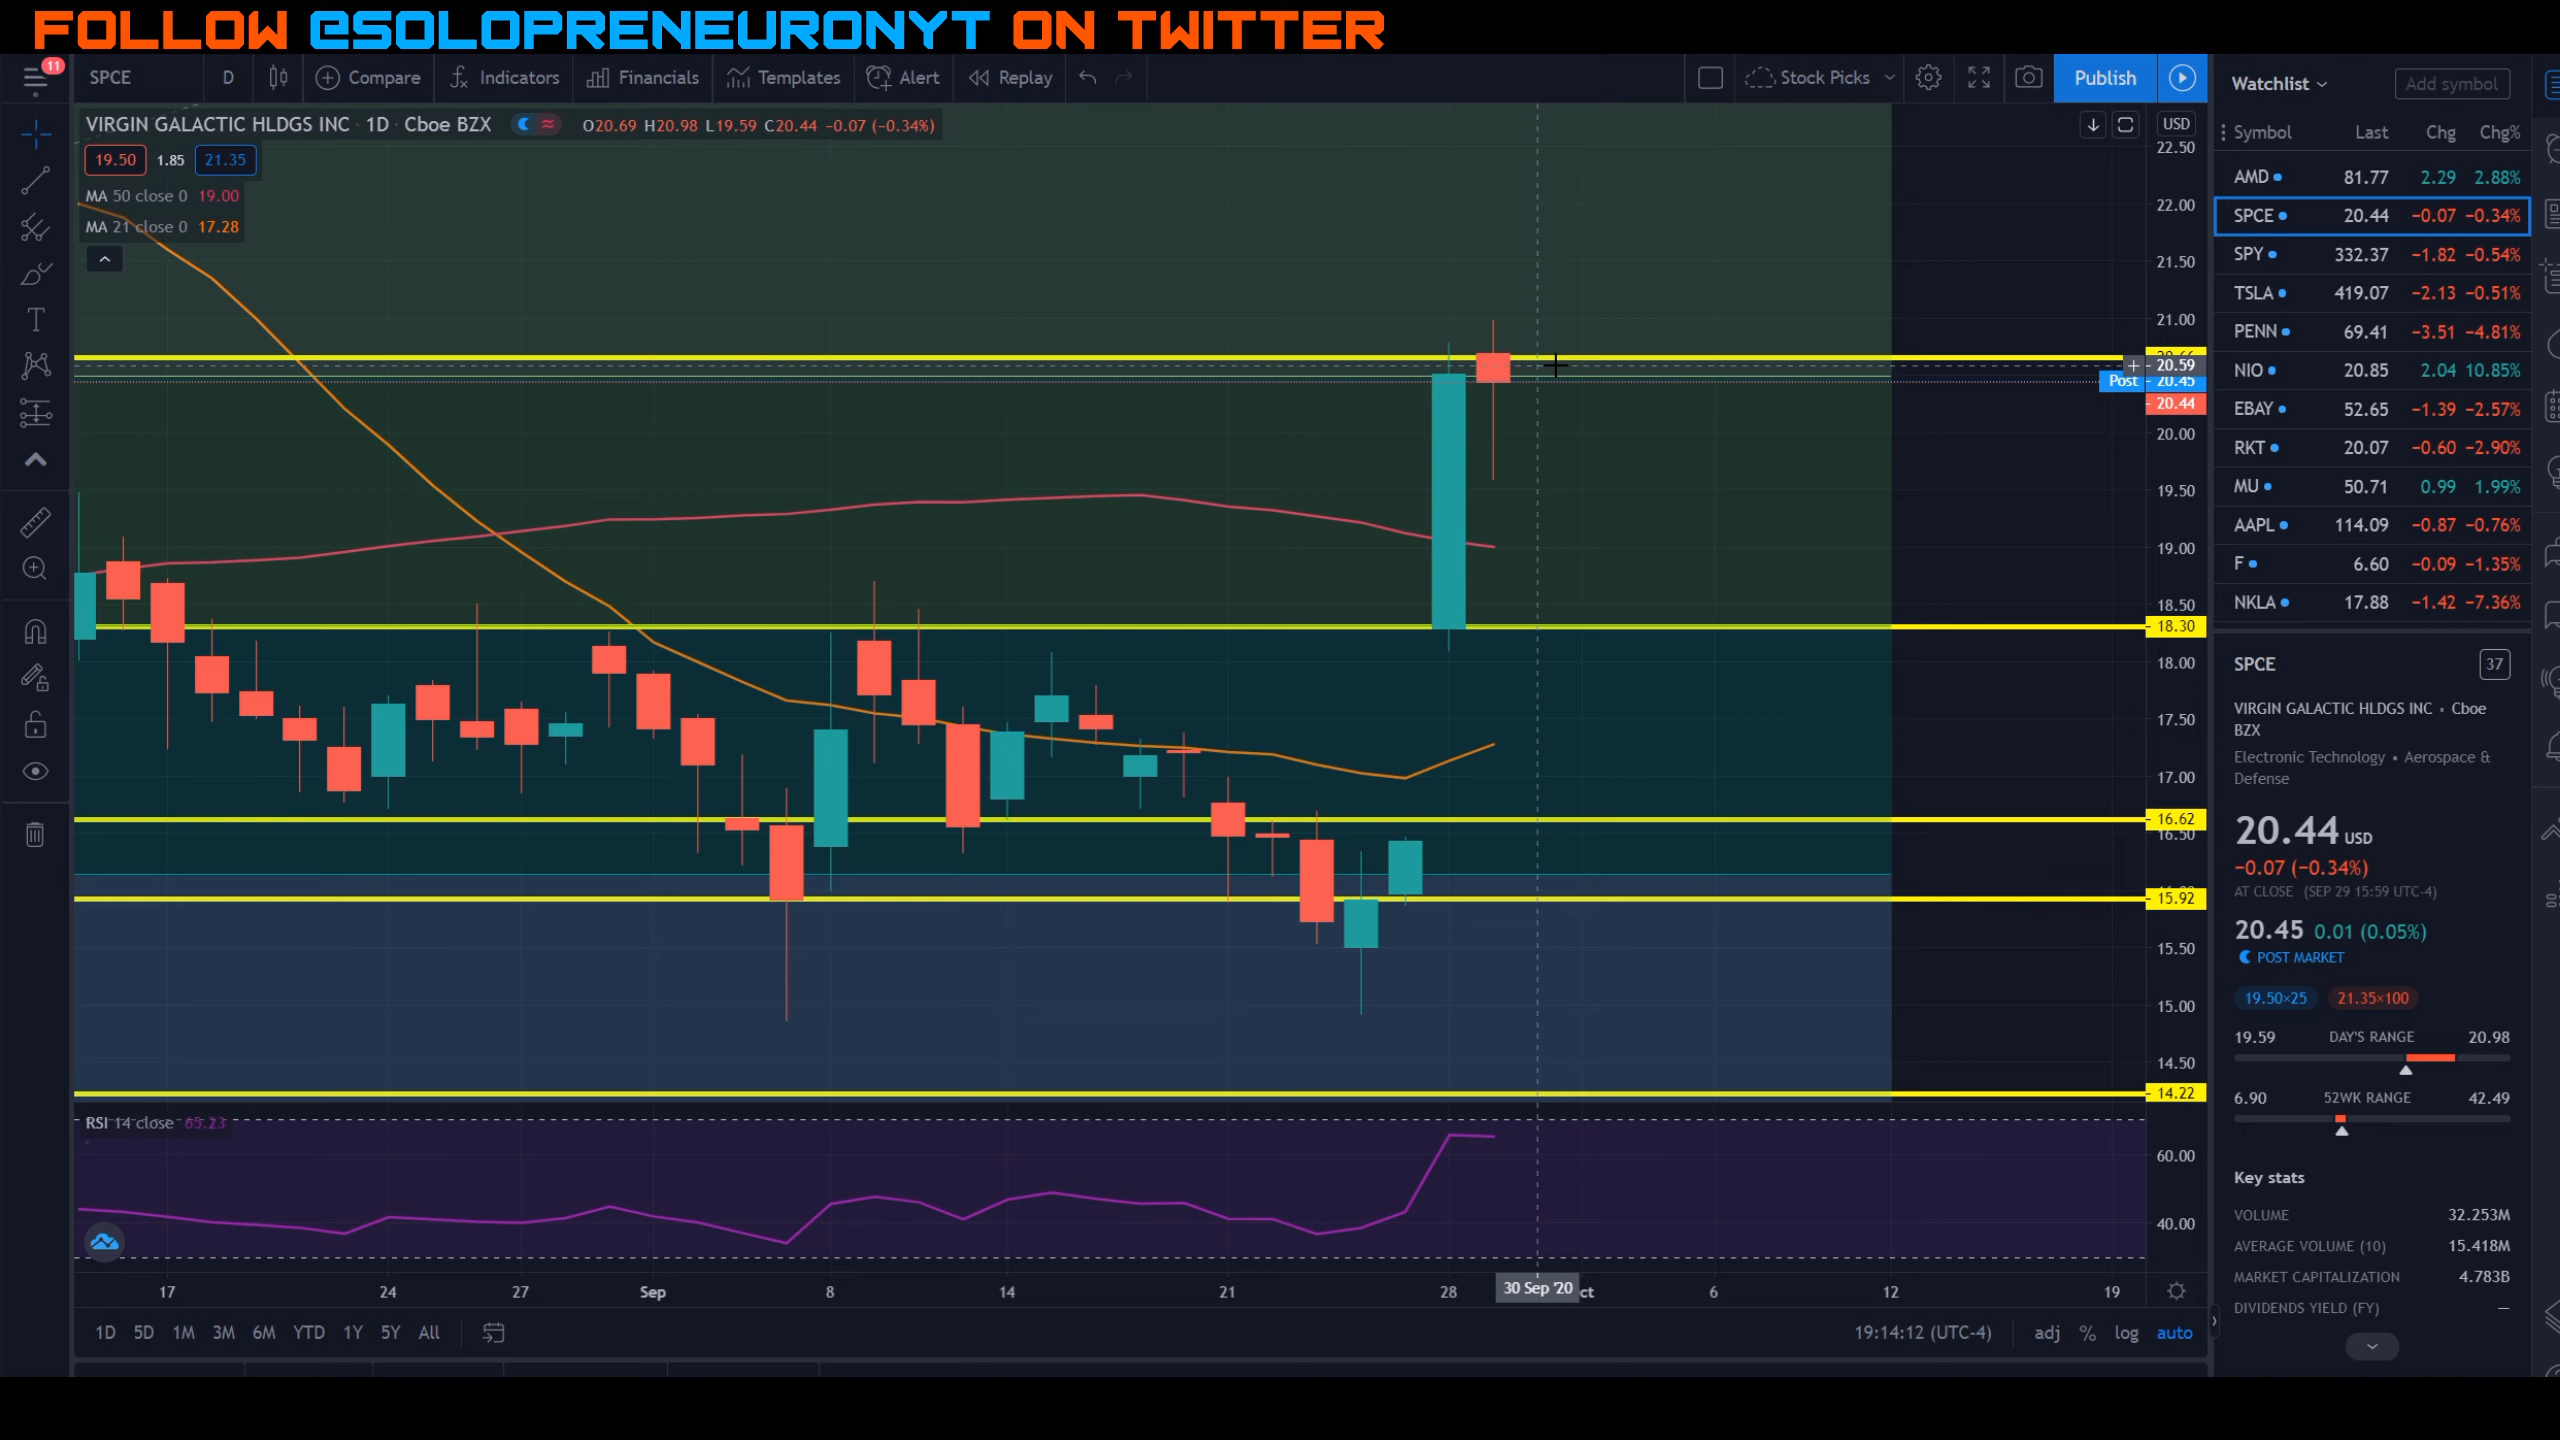 FOLLOW @SOLOPRENEURONYT ON TWITTER
11
SPCE D Compare Indicators Financials Templates Alert Replay Stock Picks Publish
VIRGIN GALACTIC HLDGS INC · 1D · Cboe BZX O20.69 H20.98 L19.59 C20.44 −0.07 (−0.34%)
19.50 1.85 21.35
MA 50 close 0 19.00
MA 21 close 0 17.28
USD
22.50
22.00
21.50
21.00
20.59
Post 20.45
20.44
20.00
19.50
19.00
18.50
18.30
18.00
17.50
17.00
16.62
16.50
15.92
15.50
15.00
14.50
14.22
RSI 14 close 65.23
60.00
40.00
17 24 27 Sep 8 14 21 28 30 Sep '20 ct 6 12 19
1D 5D 1M 3M 6M YTD 1Y 5Y All 19:14:12 (UTC-4) adj % log auto
Watchlist Add symbol
Symbol Last Chg Chg%
AMD 81.77 2.29 2.88%
SPCE 20.44 −0.07 −0.34%
SPY 332.37 −1.82 −0.54%
TSLA 419.07 −2.13 −0.51%
PENN 69.41 −3.51 −4.81%
NIO 20.85 2.04 10.85%
EBAY 52.65 −1.39 −2.57%
RKT 20.07 −0.60 −2.90%
MU 50.71 0.99 1.99%
AAPL 114.09 −0.87 −0.76%
F 6.60 −0.09 −1.35%
NKLA 17.88 −1.42 −7.36%
SPCE 37
VIRGIN GALACTIC HLDGS INC • Cboe
BZX
Electronic Technology • Aerospace &
Defense
20.44 USD
−0.07 (−0.34%)
AT CLOSE (SEP 29 15:59 UTC-4)
20.45 0.01 (0.05%)
POST MARKET
19.50×25 21.35×100
19.59 DAY'S RANGE 20.98
6.90 52WK RANGE 42.49
Key stats
VOLUME 32.253M
AVERAGE VOLUME (10) 15.418M
MARKET CAPITALIZATION 4.783B
DIVIDENDS YIELD (FY) —